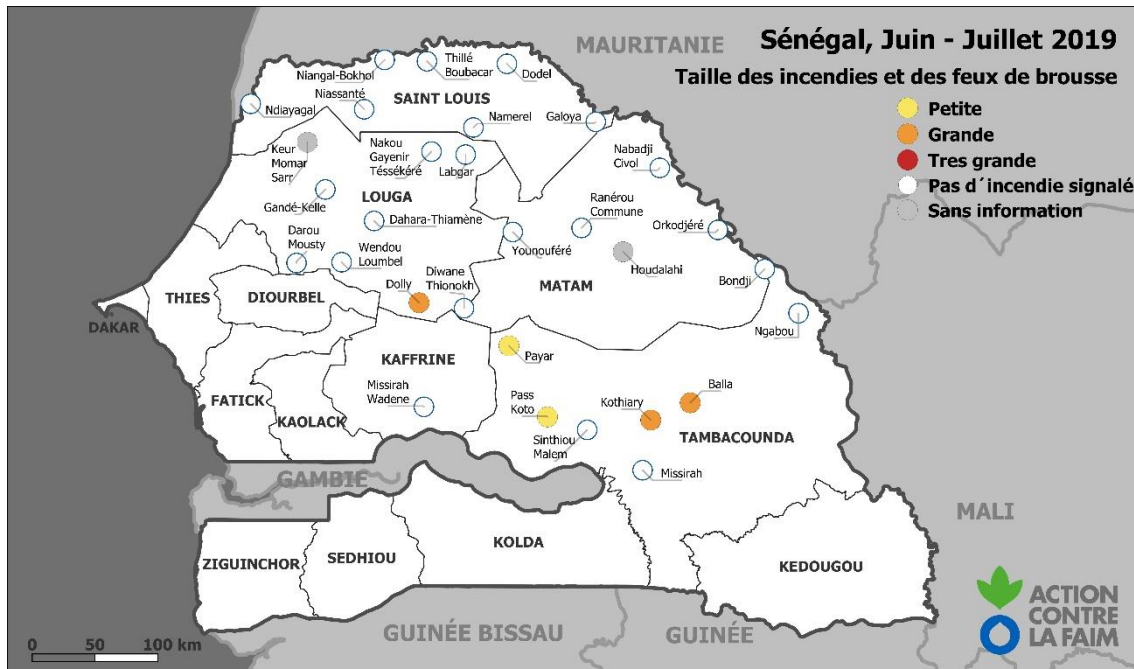 Sénégal, Juin - Juillet 2019
Taille des incendies et des feux de brousse
Petite
Grande
Tres grande
Pas d´incendie signalé
Sans information
MAURITANIE
Niangal-Bokhol
Thillé
Boubacar
Dodel
Niassanté
SAINT LOUIS
Ndiayagal
Namerel
Galoya
Keur
Momar
Sarr
Nakou
Gayenir
Téssékéré
Labgar
Nabadji
Civol
Gandé-Kelle
LOUGA
Ranérou
Commune
Dahara-Thiamène
Orkodjéré
Darou
Mousty
Wendou
Loumbel
Younouféré
Houdalahi
Bondji
Dolly
Diwane
Thionokh
MATAM
THIES
DIOURBEL
DAKAR
Ngabou
KAFFRINE
Payar
Missirah
Wadene
Pass
Koto
Kothiary
Balla
FATICK
KAOLACK
Sinthiou
Malem
TAMBACOUNDA
Missirah
GAMBIE
MALI
ZIGUINCHOR
SEDHIOU
KOLDA
KEDOUGOU
GUINÉE BISSAU
GUINÉE
0 50 100 km
ACTION
CONTRE
LA FAIM